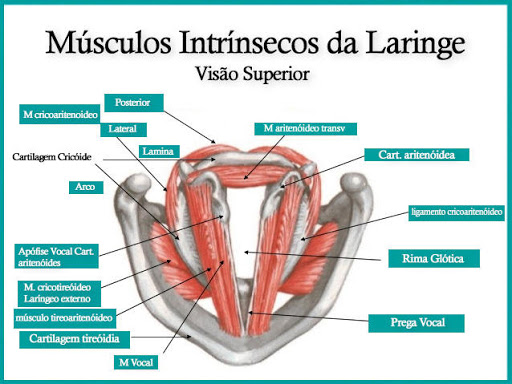 Músculos Intrínsecos da Laringe
Visão Superior
Posterior
M cricoaritenoideo
Lateral
M aritenóideo transv
Lamina
Cartilagem Cricóide
Cart. aritenóidea
Arco
ligamento cricoaritenóideo
Apófise Vocal Cart.
aritenóides
Rima Glótica
M. cricotireóideo
Laríngeo externo
músculo tireoaritenóideo
Prega Vocal
Cartilagem tireóidia
M Vocal